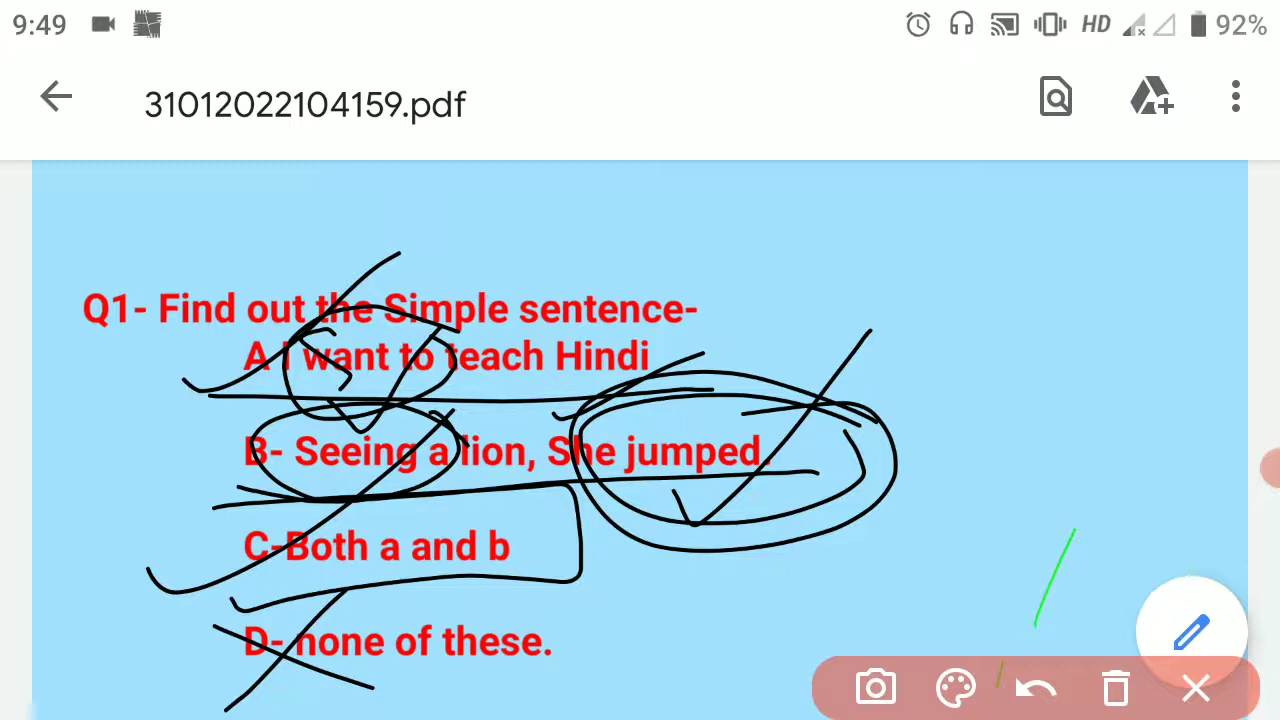 9:49 HD 92%
31012022104159.pdf
Q1- Find out the Simple sentence-
A I want to teach Hindi
B- Seeing a lion, She jumped.
C-Both a and b
D- none of these.